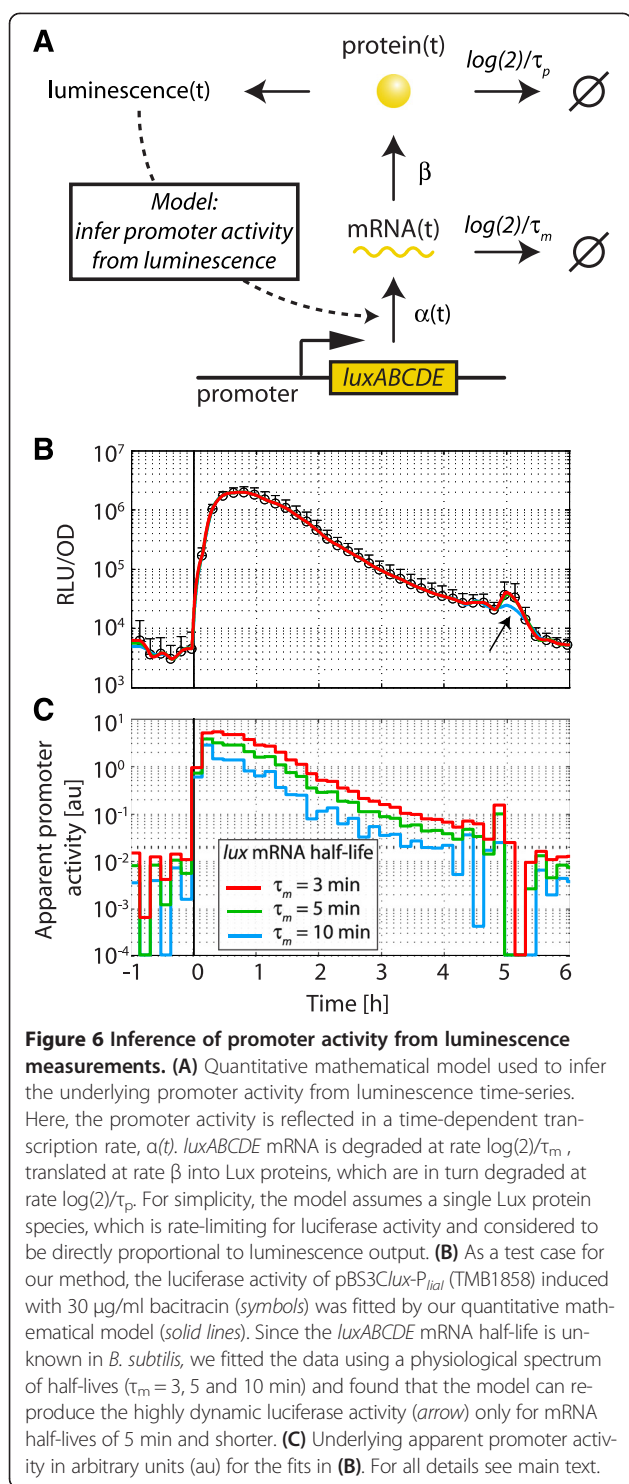 A
protein(t)
log(2)/τp
luminescence(t)
β
Model:
infer promoter activity
from luminescence
mRNA(t)
log(2)/τm
α(t)
promoter
luxABCDE
B
RLU/OD
10^7
10^6
10^5
10^4
10^3
C
Apparent promoter
activity [au]
10^1
10^0
10^-1
10^-2
10^-3
10^-4
lux mRNA half-life
τm = 3 min
τm = 5 min
τm = 10 min
-1 0 1 2 3 4 5 6
Time [h]
Figure 6 Inference of promoter activity from luminescence
measurements. (A) Quantitative mathematical model used to infer
the underlying promoter activity from luminescence time-series.
Here, the promoter activity is reflected in a time-dependent tran-
scription rate, α(t). luxABCDE mRNA is degraded at rate log(2)/τm ,
translated at rate β into Lux proteins, which are in turn degraded at
rate log(2)/τp. For simplicity, the model assumes a single Lux protein
species, which is rate-limiting for luciferase activity and considered to
be directly proportional to luminescence output. (B) As a test case for
our method, the luciferase activity of pBS3Clux-PliaI (TMB1858) induced
with 30 μg/ml bacitracin (symbols) was fitted by our quantitative math-
ematical model (solid lines). Since the luxABCDE mRNA half-life is un-
known in B. subtilis, we fitted the data using a physiological spectrum
of half-lives (τm = 3, 5 and 10 min) and found that the model can re-
produce the highly dynamic luciferase activity (arrow) only for mRNA
half-lives of 5 min and shorter. (C) Underlying apparent promoter activ-
ity in arbitrary units (au) for the fits in (B). For all details see main text.